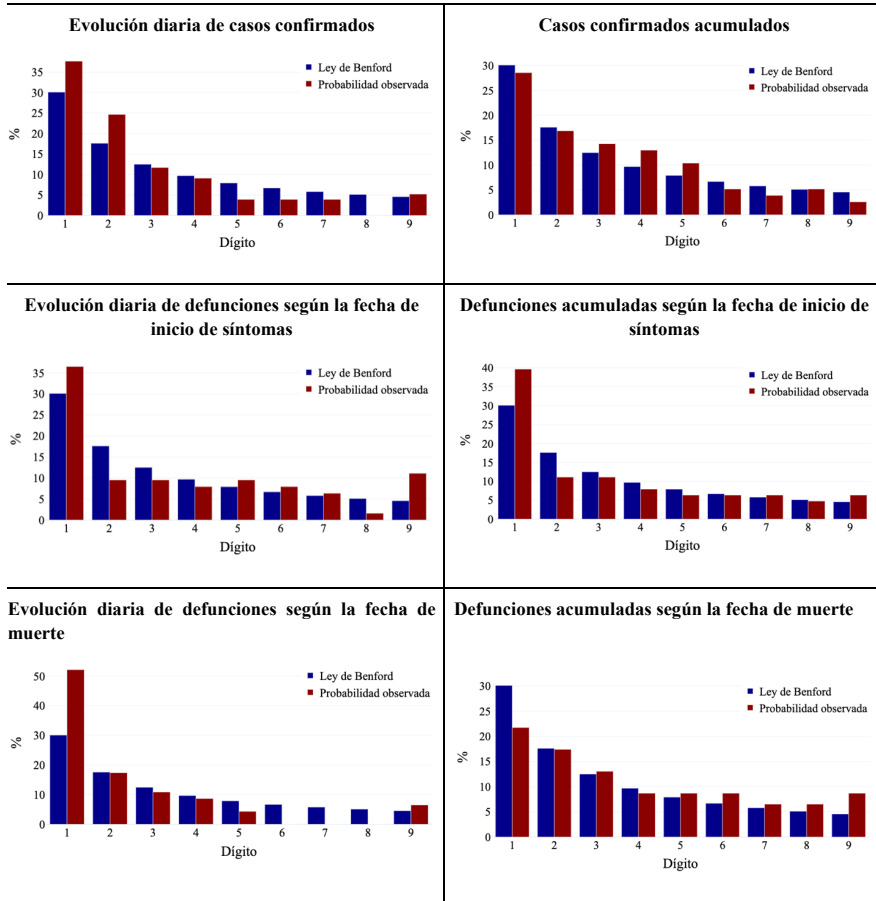 Evolución diaria de casos confirmados
35
30
25
20
15
10
5
0
%
Ley de Benford
Probabilidad observada
1 2 3 4 5 6 7 8 9
Dígito
Casos confirmados acumulados
30
25
20
15
10
5
0
%
Ley de Benford
Probabilidad observada
1 2 3 4 5 6 7 8 9
Dígito
Evolución diaria de defunciones según la fecha de
inicio de síntomas
35
30
25
20
15
10
5
0
%
Ley de Benford
Probabilidad observada
1 2 3 4 5 6 7 8 9
Dígito
Defunciones acumuladas según la fecha de inicio de
síntomas
40
35
30
25
20
15
10
5
0
%
Ley de Benford
Probabilidad observada
1 2 3 4 5 6 7 8 9
Dígito
Evolución diaria de defunciones según la fecha de
muerte
50
40
30
20
10
0
%
Ley de Benford
Probabilidad observada
1 2 3 4 5 6 7 8 9
Dígito
Defunciones acumuladas según la fecha de muerte
30
25
20
15
10
5
0
%
Ley de Benford
Probabilidad observada
1 2 3 4 5 6 7 8 9
Dígito